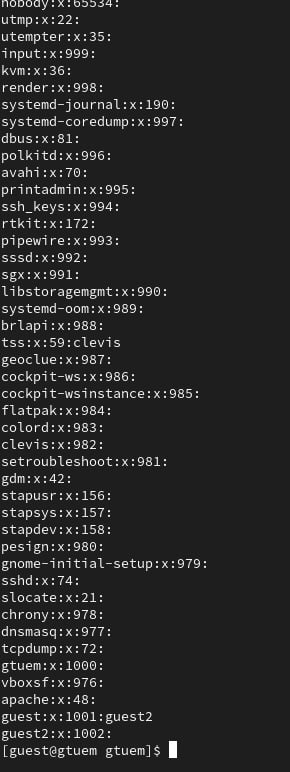 nobody:x:65534:
utmp:x:22:
utempter:x:35:
input:x:999:
kvm:x:36:
render:x:998:
systemd-journal:x:190:
systemd-coredump:x:997:
dbus:x:81:
polkitd:x:996:
avahi:x:70:
printadmin:x:995:
ssh_keys:x:994:
rtkit:x:172:
pipewire:x:993:
sssd:x:992:
sgx:x:991:
libstoragemgmt:x:990:
systemd-oom:x:989:
brlapi:x:988:
tss:x:59:clevis
geoclue:x:987:
cockpit-ws:x:986:
cockpit-wsinstance:x:985:
flatpak:x:984:
colord:x:983:
clevis:x:982:
setroubleshoot:x:981:
gdm:x:42:
stapusr:x:156:
stapsys:x:157:
stapdev:x:158:
pesign:x:980:
gnome-initial-setup:x:979:
sshd:x:74:
slocate:x:21:
chrony:x:978:
dnsmasq:x:977:
tcpdump:x:72:
gtuem:x:1000:
vboxsf:x:976:
apache:x:48:
guest:x:1001:guest2
guest2:x:1002:
[guest@gtuem gtuem]$